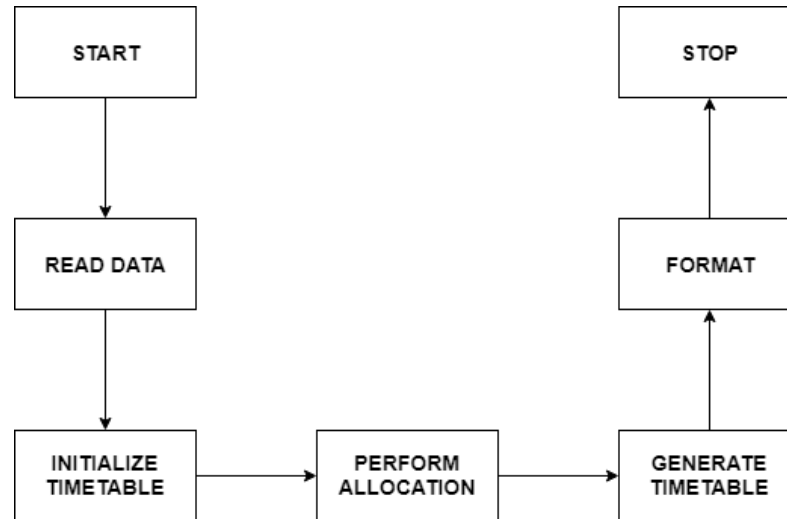 START
STOP
READ DATA
FORMAT
INITIALIZE
TIMETABLE
PERFORM
ALLOCATION
GENERATE
TIMETABLE